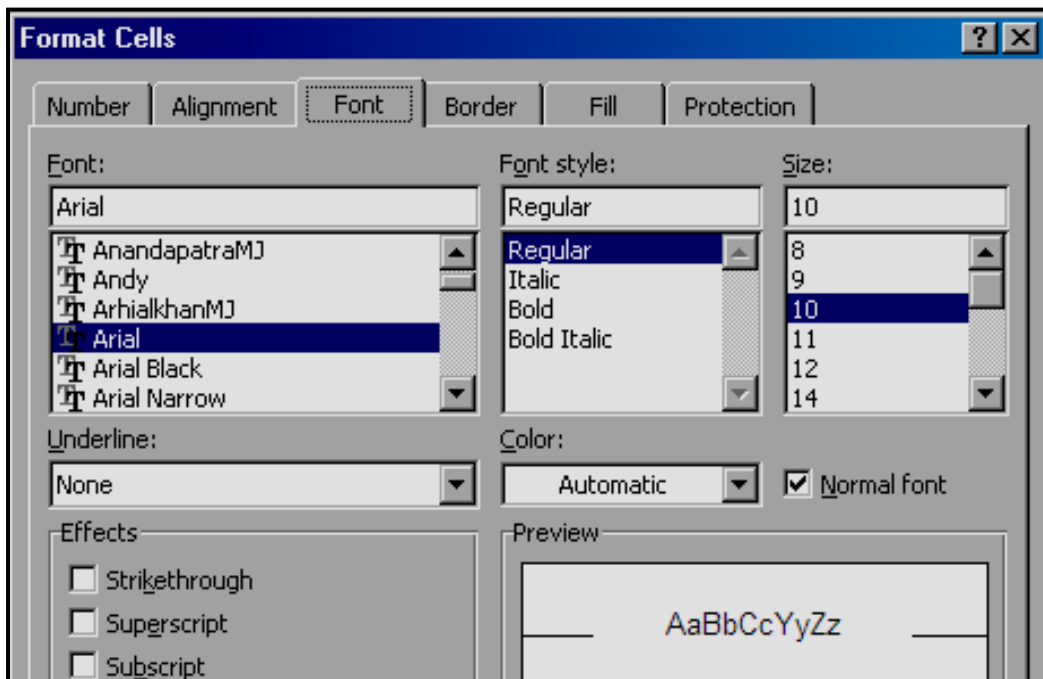 Format Cells
Number Alignment Font Border Fill Protection
Font: Font style: Size:
Arial Regular 10
AnandapatraMJ Regular 8
Andy Italic 9
ArhialkhanMJ Bold 10
Arial Bold Italic 11
Arial Black 12
Arial Narrow 14
Underline: Color:
None Automatic Normal font
Effects Preview
Strikethrough
Superscript AaBbCcYyZz
Subscript